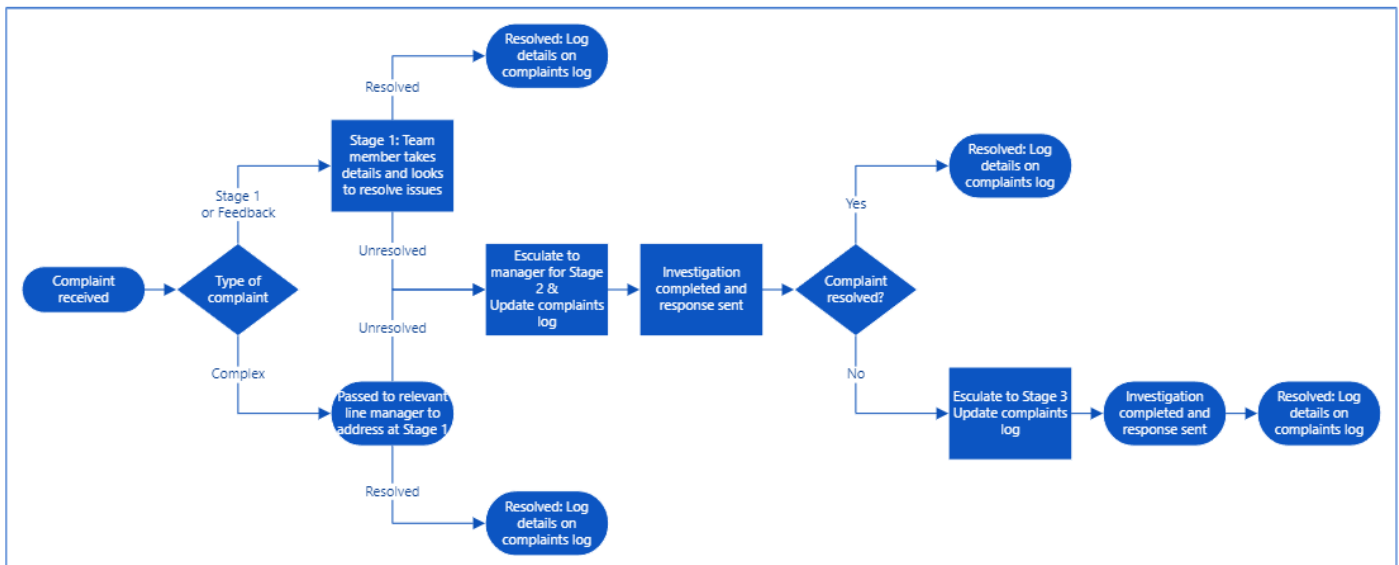 Resolved: Log
details on
complaints log
Resolved
Stage 1: Team
member takes
details and looks
to resolve issues
Stage 1
or Feedback
Complaint
received
Type of
complaint
Complex
Unresolved
Unresolved
Passed to relevant
line manager to
address at Stage 1
Resolved
Resolved: Log
details on
complaints log
Esculate to
manager for Stage
2 &
Update complaints
log
Investigation
completed and
response sent
Complaint
resolved?
Yes
Resolved: Log
details on
complaints log
No
Esculate to Stage 3
Update complaints
log
Investigation
completed and
response sent
Resolved: Log
details on
complaints log